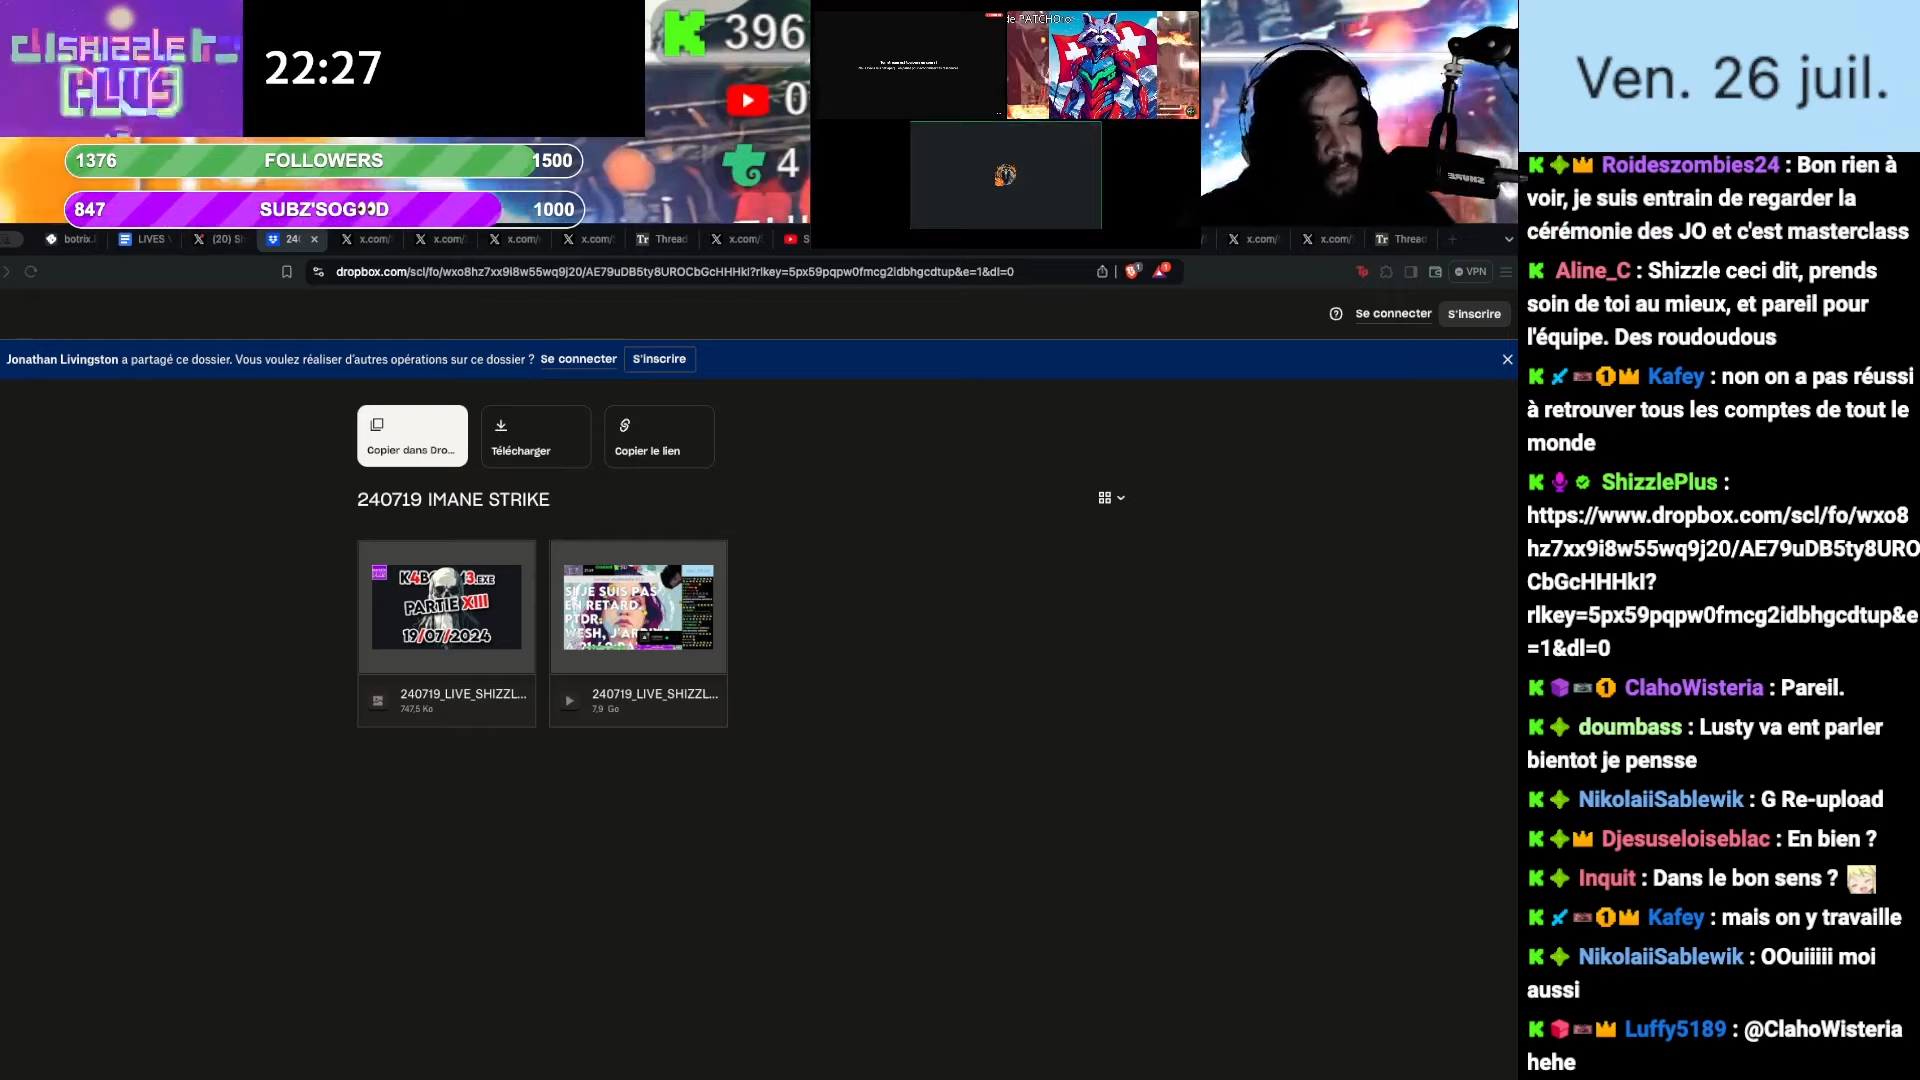 SHIZZLE
PLUS
22:27
396
0
4
1376 FOLLOWERS 1500
847 SUBZ'SOG👀D 1000
de PATCHO
SHURE
Ven. 26 juil.
botrix.
LIVES
(20) S
24(
x.com/
x.com/
x.com/
x.com/
Thread
x.com/
S
x.com/
x.com/
Thread
dropbox.com/scl/fo/wxo8hz7xx9i8w55wq9j20/AE79uDB5ty8UROCbGcHHHkI?rlkey=5px59pqpw0fmcg2idbhgcdtup&e=1&dl=0
VPN
Se connecter
S'inscrire
Jonathan Livingston a partagé ce dossier. Vous voulez réaliser d'autres opérations sur ce dossier ? Se connecter S'inscrire
Copier dans Dro...
Télécharger
Copier le lien
240719 IMANE STRIKE
PARTIE XIII
19/07/2024
SI JE SUIS PAS
EN RETARD,
PTDR.
WESH, J'AR
240719_LIVE_SHIZZL...
747,5 Ko
240719_LIVE_SHIZZL...
7,9 Go
Roideszombies24 : Bon rien à
voir, je suis entrain de regarder la
cérémonie des JO et c'est masterclass
Aline_C : Shizzle ceci dit, prends
soin de toi au mieux, et pareil pour
l'équipe. Des roudoudous
Kafey : non on a pas réussi
à retrouver tous les comptes de tout le
monde
ShizzlePlus :
https://www.dropbox.com/scl/fo/wxo8
hz7xx9i8w55wq9j20/AE79uDB5ty8URO
CbGcHHHkI?
rlkey=5px59pqpw0fmcg2idbhgcdtup&e
=1&dl=0
ClahoWisteria : Pareil.
doumbass : Lusty va ent parler
bientot je pensse
NikolaiiSablewik : G Re-upload
Djesuseloiseblac : En bien ?
Inquit : Dans le bon sens ?
Kafey : mais on y travaille
NikolaiiSablewik : OOuiiiii moi
aussi
Luffy5189 : @ClahoWisteria
hehe